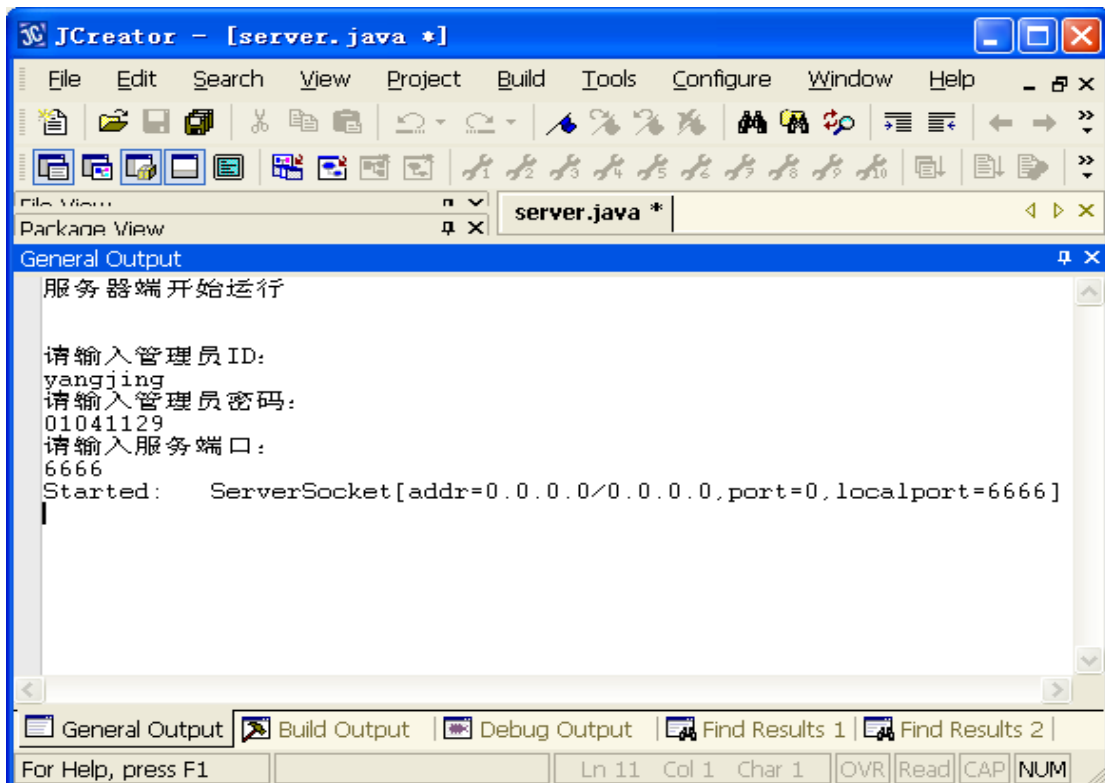 JCreator - [server.java *]
File Edit Search View Project Build Tools Configure Window Help
File View
server.java *
Package View
General Output
服务器端开始运行
请输入管理员ID:
yangjing
请输入管理员密码:
01041129
请输入服务端口:
6666
Started: ServerSocket[addr=0.0.0.0/0.0.0.0,port=0,localport=6666]
General Output Build Output Debug Output Find Results 1 Find Results 2
For Help, press F1 Ln 11 Col 1 Char 1 OVR Read CAP NUM